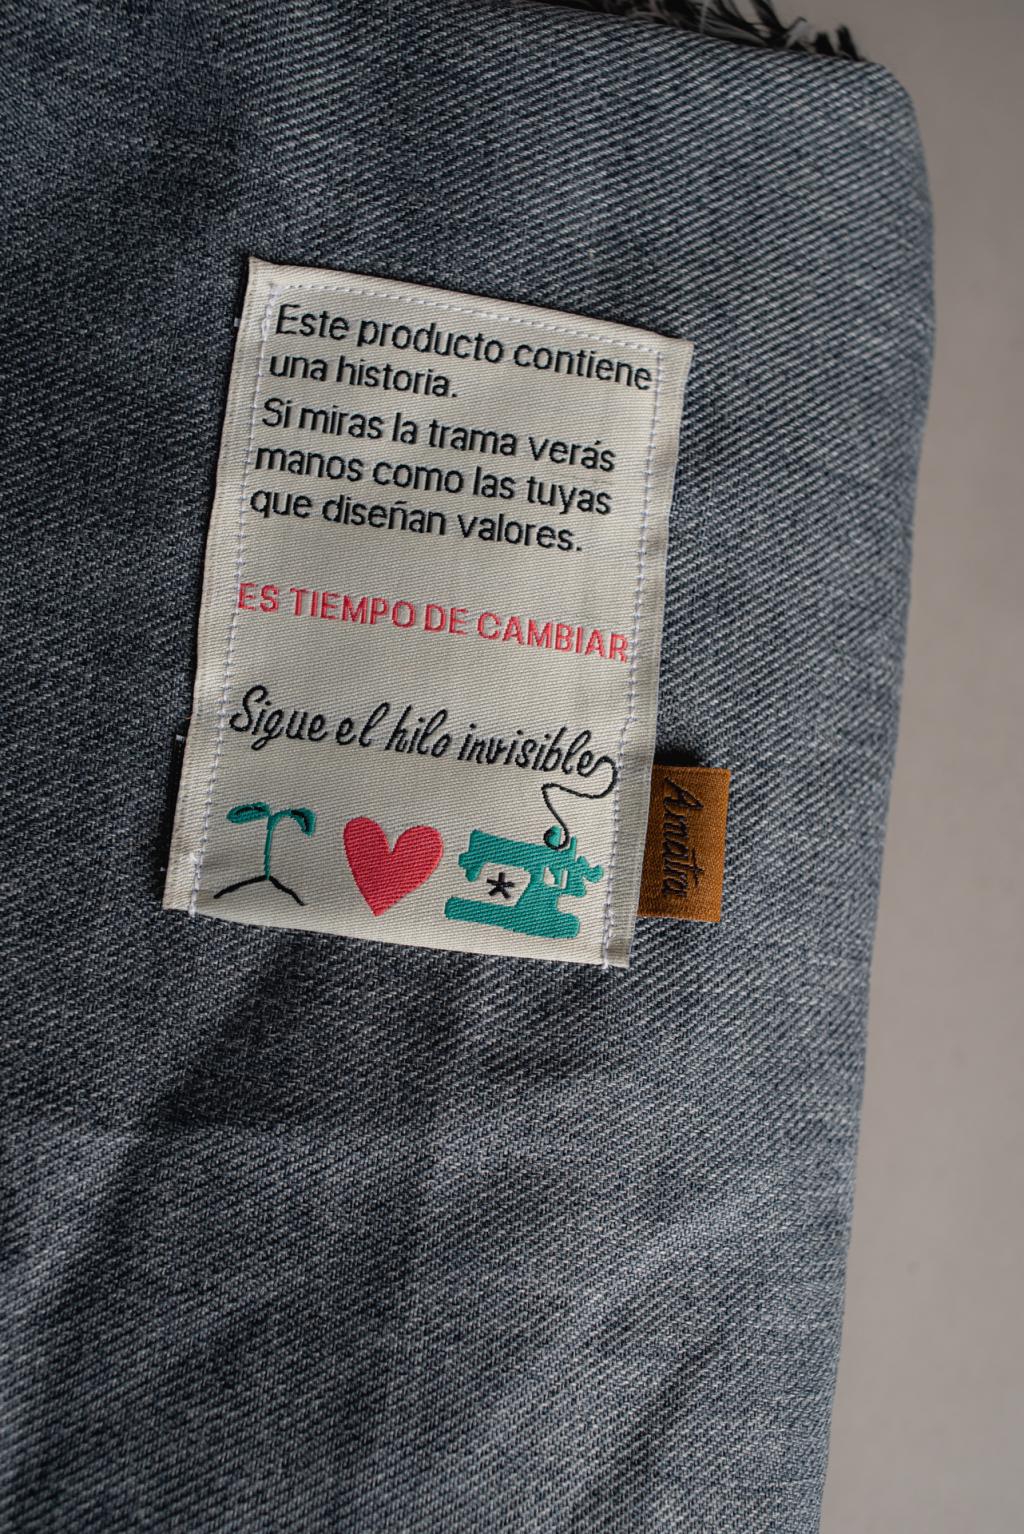 Este producto contiene
una historia.
Si miras la trama verás
manos como las tuyas
que diseñan valores.
ES TIEMPO DE CAMBIAR
Sigue el hilo invisible
Amatra